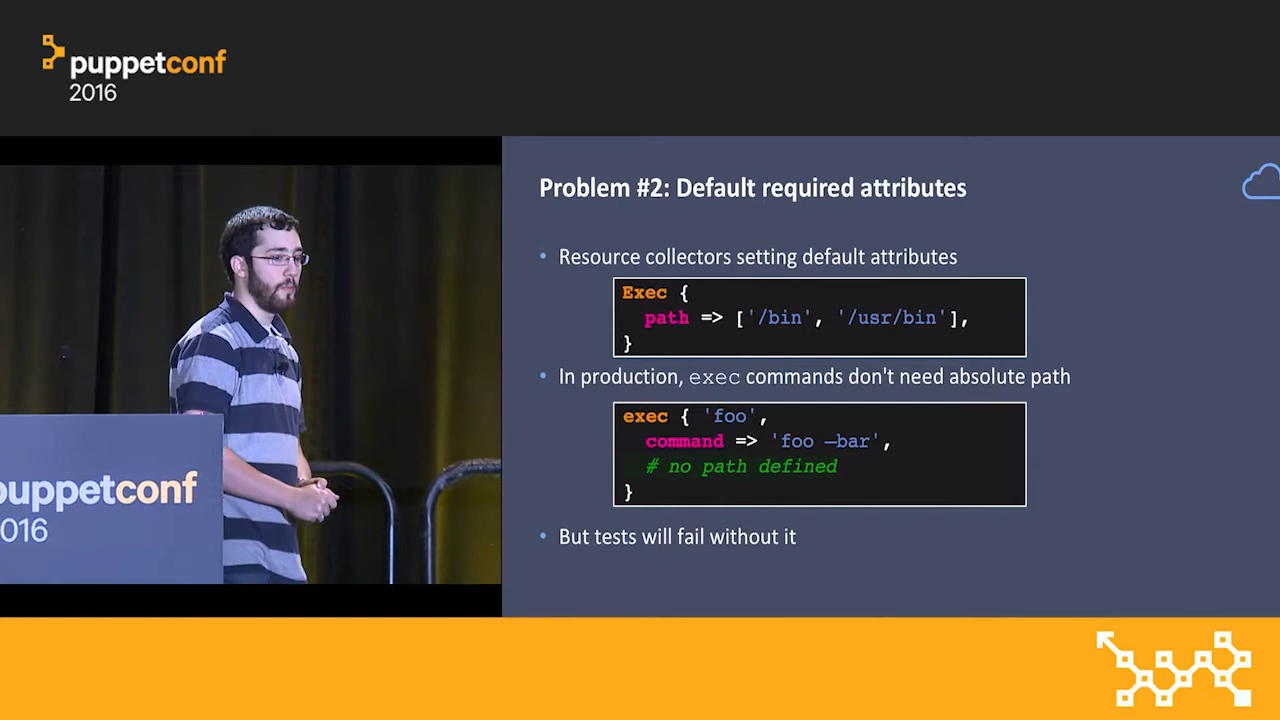 puppetconf
2016
Problem #2: Default required attributes
• Resource collectors setting default attributes
Exec {
path => ['/bin', '/usr/bin'],
}
• In production, exec commands don't need absolute path
exec { 'foo',
command => 'foo –bar',
# no path defined
}
• But tests will fail without it
puppetconf
016